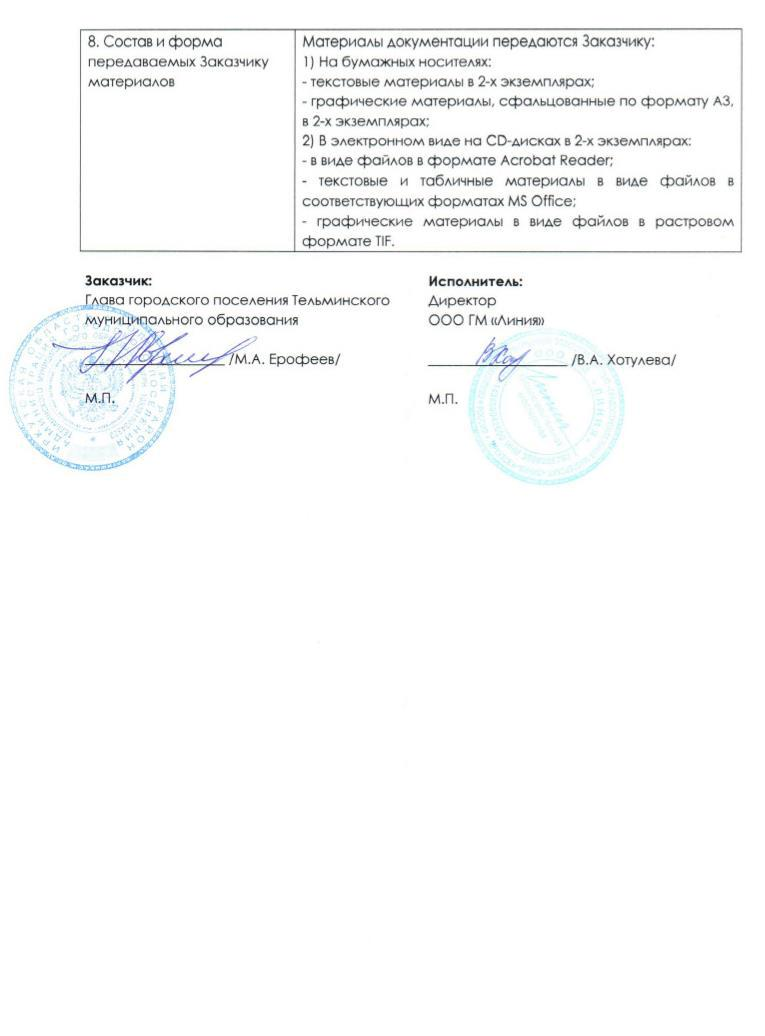 8. Состав и форма
передаваемых Заказчику
материалов
Материалы документации передаются Заказчику:
1) На бумажных носителях:
- текстовые материалы в 2-х экземплярах;
- графические материалы, сфальцованные по формату А3,
в 2-х экземплярах;
2) В электронном виде на CD-дисках в 2-х экземплярах:
- в виде файлов в формате Acrobat Reader;
- текстовые и табличные материалы в виде файлов в
соответствующих форматах MS Office;
- графические материалы в виде файлов в растровом
формате TIF.
Заказчик:
Глава городского поселения Тельминского
муниципального образования
/М.А. Ерофеев/
М.П.
Исполнитель:
Директор
ООО ГМ «Линия»
/В.А. Хотулева/
М.П.